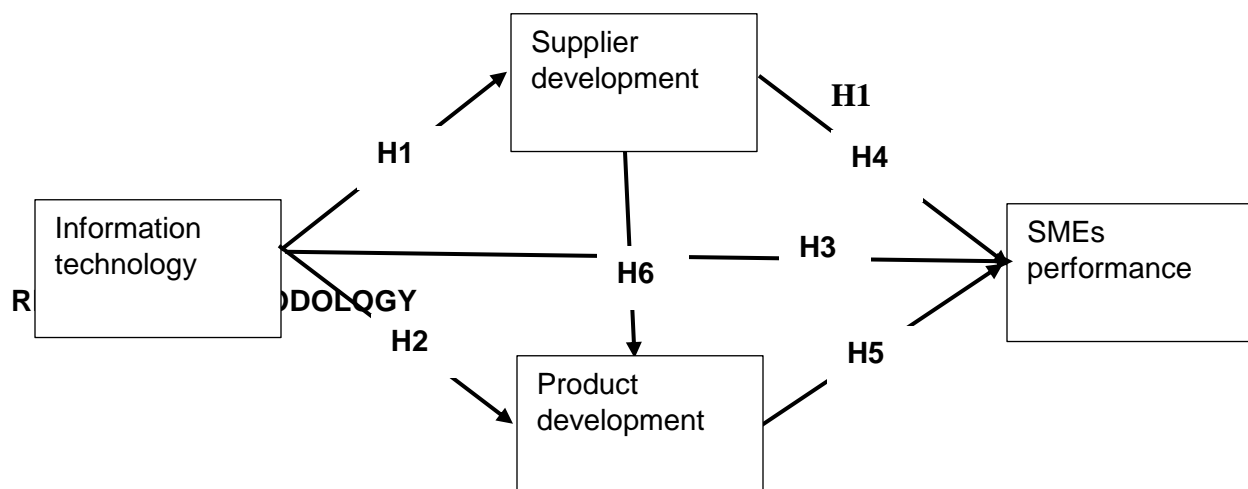 Supplier
development
H1
H1
H4
Information
technology
SMEs
performance
H3
H6
R
ODOLOGY
H2
H5
Product
development